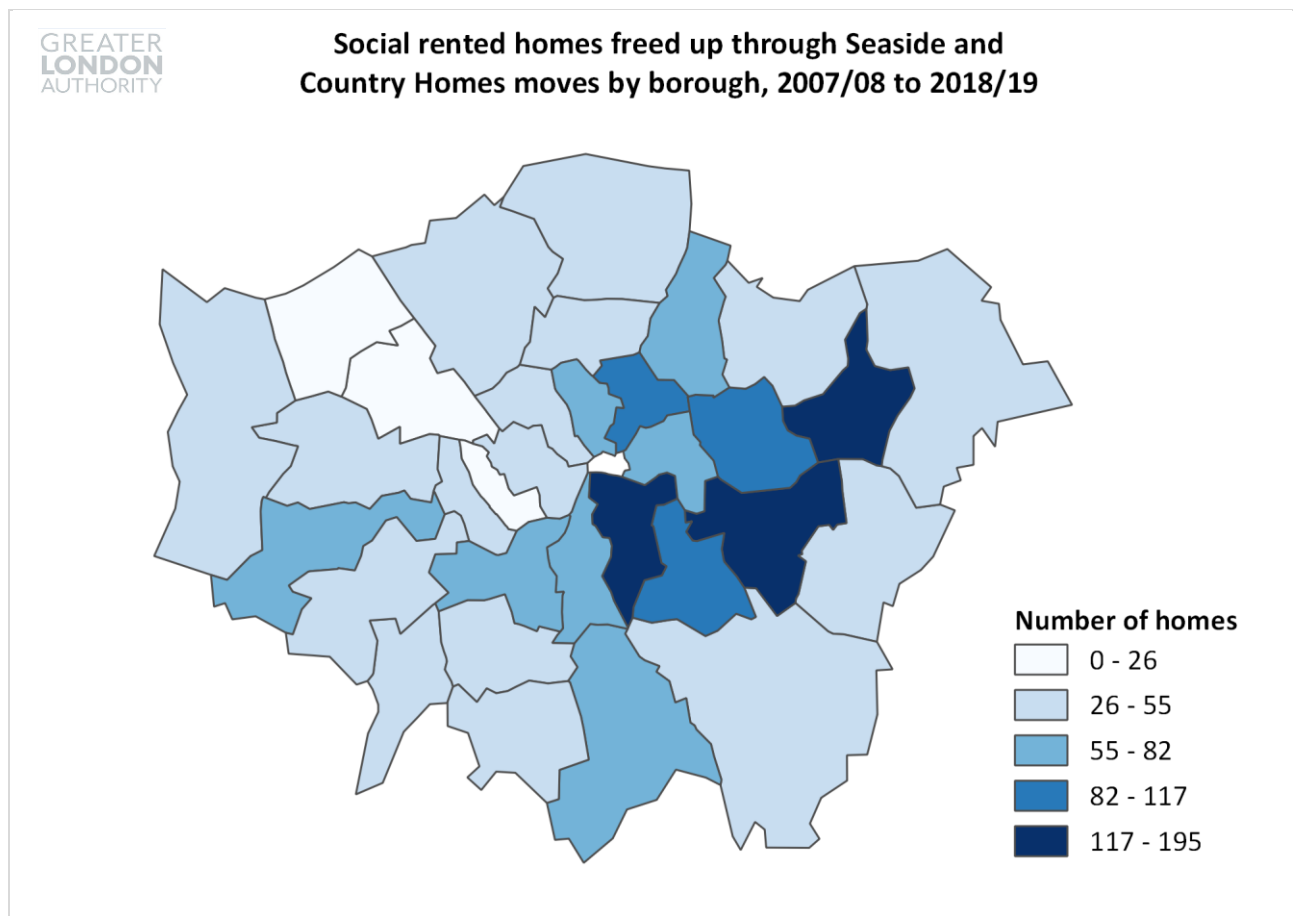 GREATER
LONDON
AUTHORITY
Social rented homes freed up through Seaside and
Country Homes moves by borough, 2007/08 to 2018/19
Number of homes
0 - 26
26 - 55
55 - 82
82 - 117
117 - 195